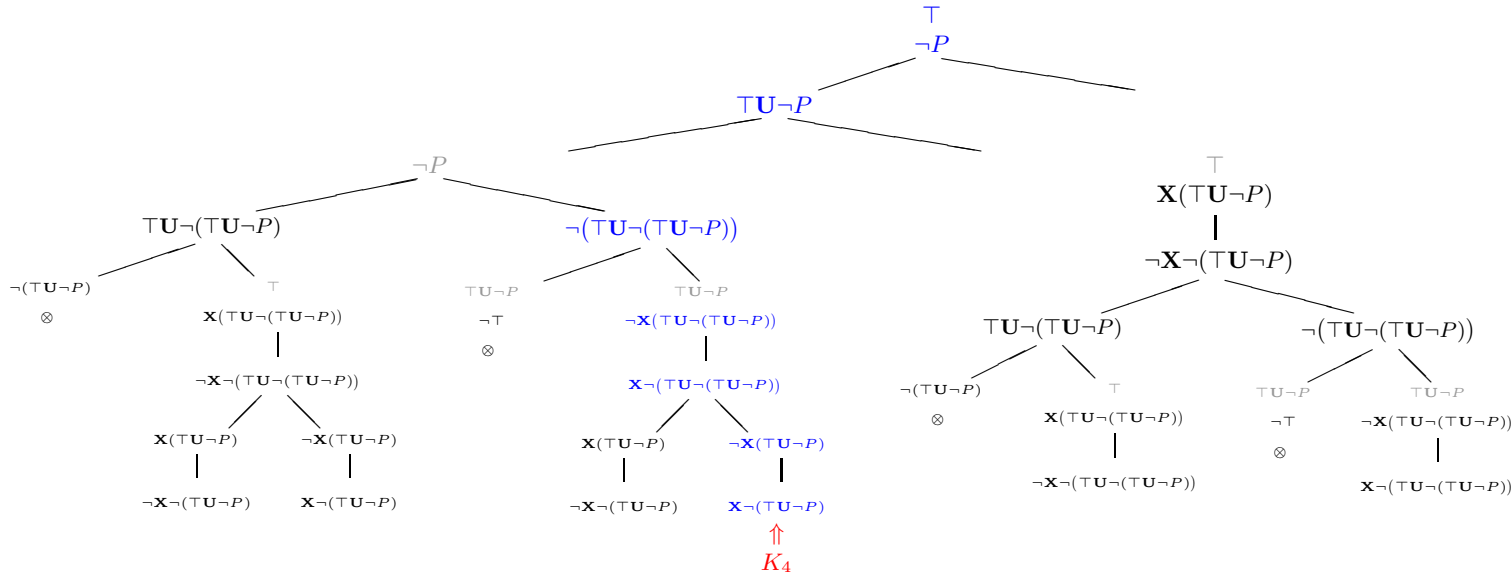 ⊤
¬P
⊤U¬P
¬P
⊤
X(⊤U¬P)
⊤U¬(⊤U¬P)
¬(⊤U¬(⊤U¬P))
¬X¬(⊤U¬P)
¬(⊤U¬P)
⊗
⊤
X(⊤U¬(⊤U¬P))
⊤U¬P
¬⊤
⊗
⊤U¬P
¬X(⊤U¬(⊤U¬P))
⊤U¬(⊤U¬P)
¬(⊤U¬(⊤U¬P))
¬X¬(⊤U¬(⊤U¬P))
X¬(⊤U¬(⊤U¬P))
¬(⊤U¬P)
⊗
⊤
X(⊤U¬(⊤U¬P))
⊤U¬P
¬⊤
⊗
⊤U¬P
¬X(⊤U¬(⊤U¬P))
X(⊤U¬P)
¬X(⊤U¬P)
X(⊤U¬P)
¬X(⊤U¬P)
¬X¬(⊤U¬(⊤U¬P))
X¬(⊤U¬(⊤U¬P))
¬X¬(⊤U¬P)
X¬(⊤U¬P)
¬X¬(⊤U¬P)
X¬(⊤U¬P)
⇑
K₄